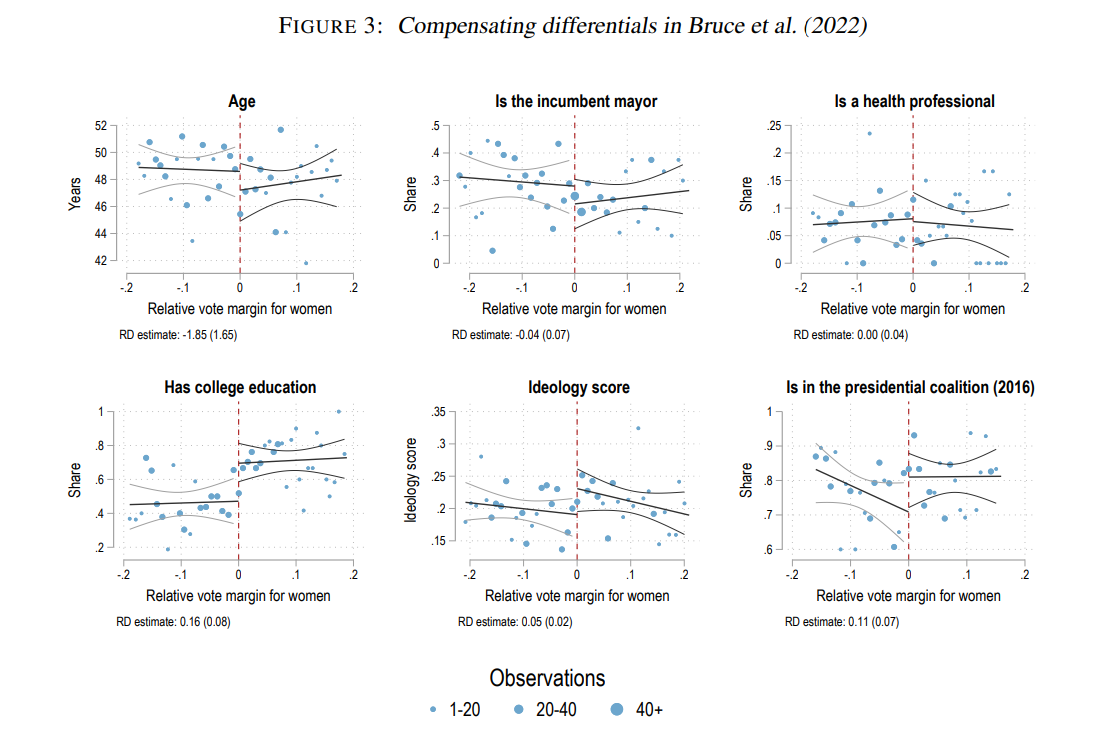 FIGURE 3: Compensating differentials in Bruce et al. (2022)
Age
Years
52
50
48
46
44
42
-.2 -.1 0 .1 .2
Relative vote margin for women
RD estimate: -1.85 (1.65)
Is the incumbent mayor
Share
.5
.4
.3
.2
.1
0
-.2 -.1 0 .1 .2
Relative vote margin for women
RD estimate: -0.04 (0.07)
Is a health professional
Share
.25
.2
.15
.1
.05
0
-.2 -.1 0 .1 .2
Relative vote margin for women
RD estimate: 0.00 (0.04)
Has college education
Share
1
.8
.6
.4
.2
-.2 -.1 0 .1 .2
Relative vote margin for women
RD estimate: 0.16 (0.08)
Ideology score
Ideology score
.35
.3
.25
.2
.15
-.2 -.1 0 .1 .2
Relative vote margin for women
RD estimate: 0.05 (0.02)
Is in the presidential coalition (2016)
Share
1
.9
.8
.7
.6
-.2 -.1 0 .1 .2
Relative vote margin for women
RD estimate: 0.11 (0.07)
Observations
1-20 20-40 40+